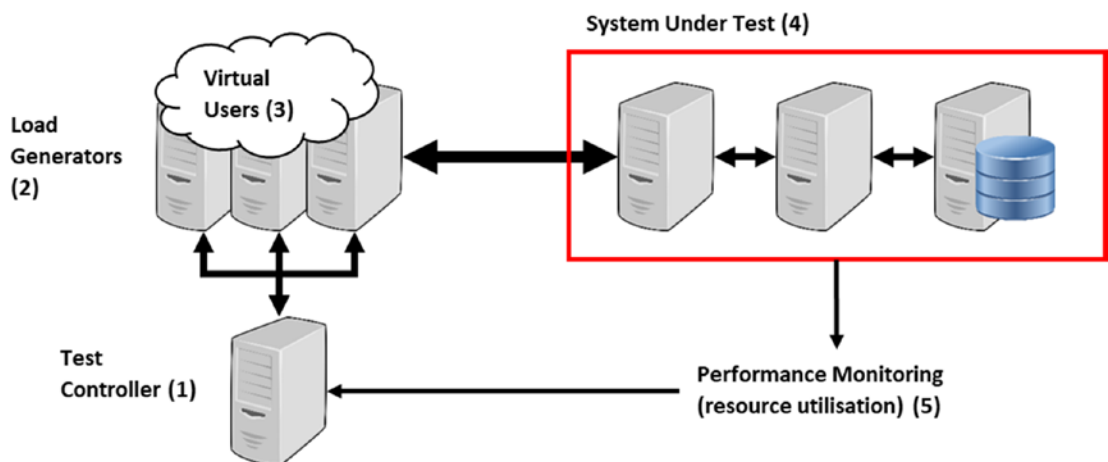 System Under Test (4)
Virtual
Users (3)
Load
Generators
(2)
Test
Controller (1)
Performance Monitoring
(resource utilisation) (5)